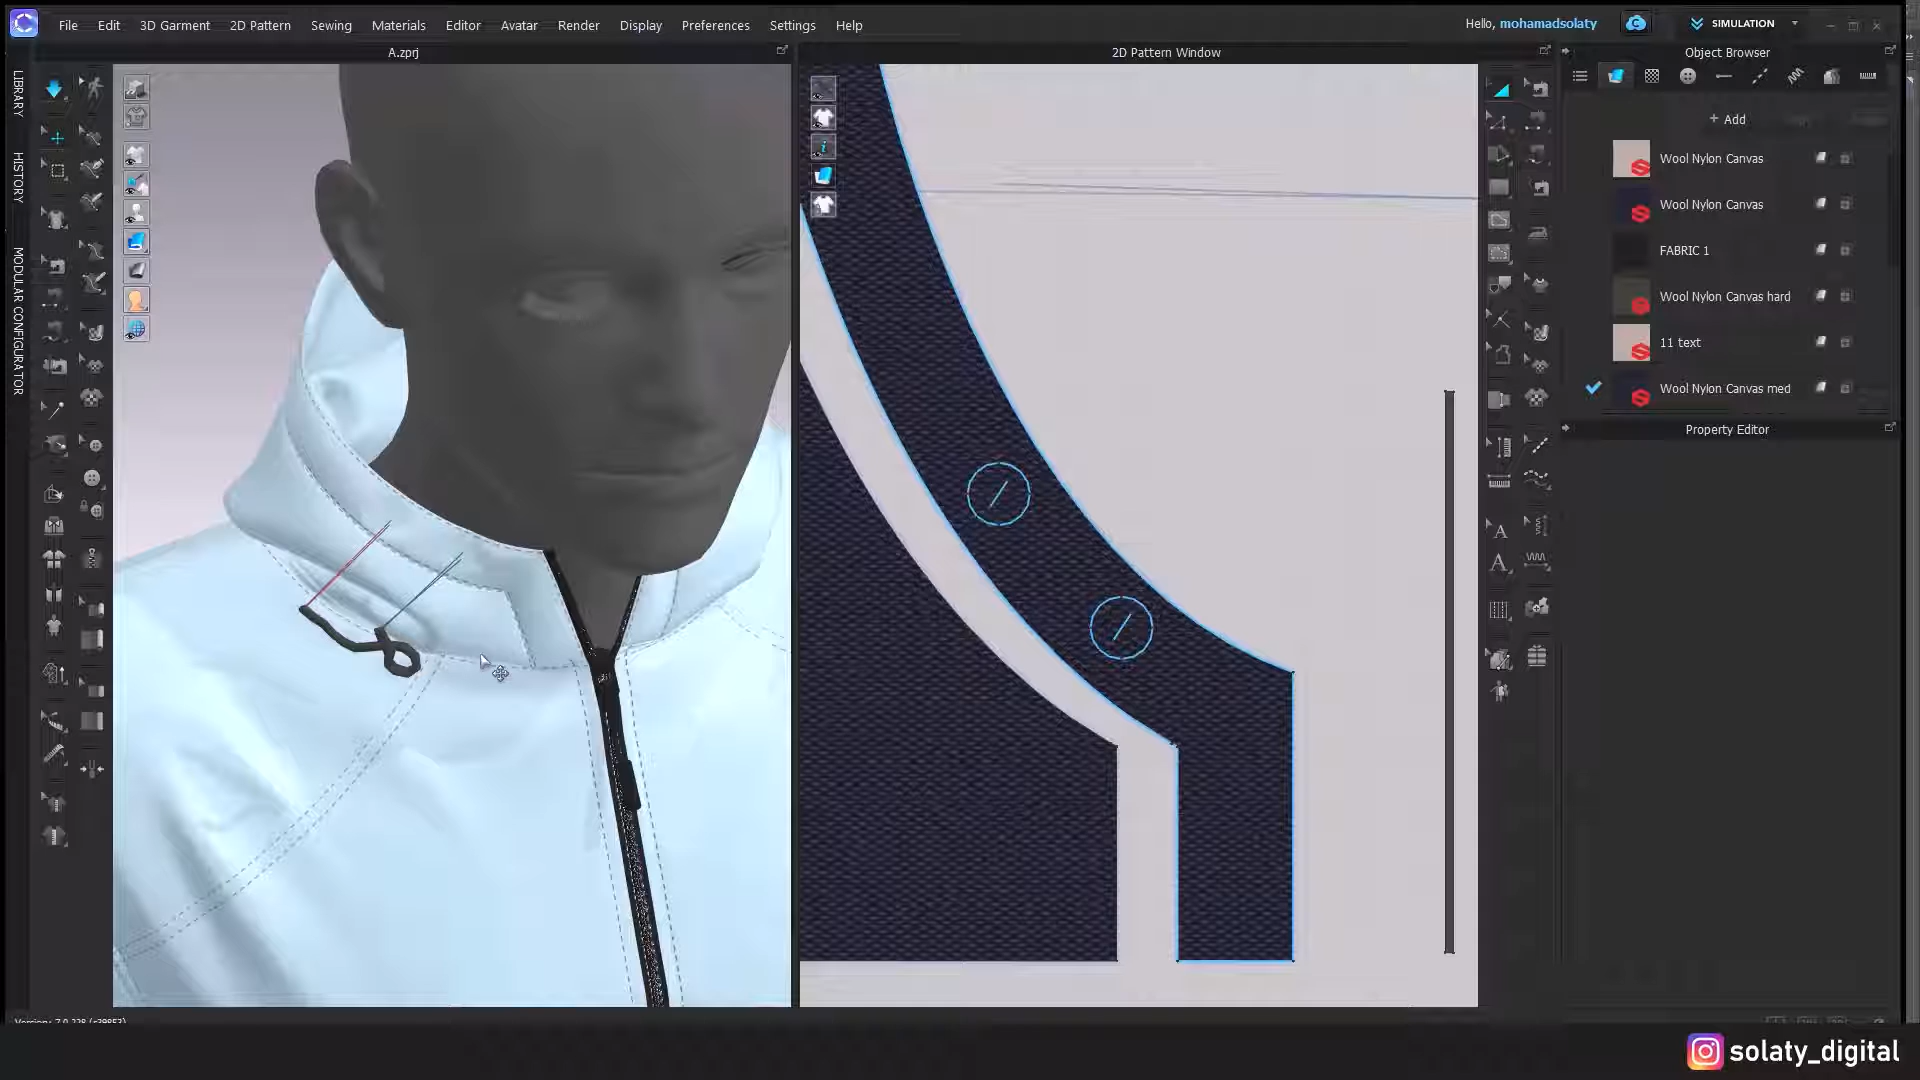 File Edit 3D Garment 2D Pattern Sewing Materials Editor Avatar Render Display Preferences Settings Help
Hello, mohamadsolaty
SIMULATION
A.zprj
2D Pattern Window
Object Browser
LIBRARY
HISTORY
MODULAR CONFIGURATOR
+ Add
Wool Nylon Canvas
Wool Nylon Canvas
FABRIC 1
Wool Nylon Canvas hard
11 text
Wool Nylon Canvas med
Property Editor
solaty_digital